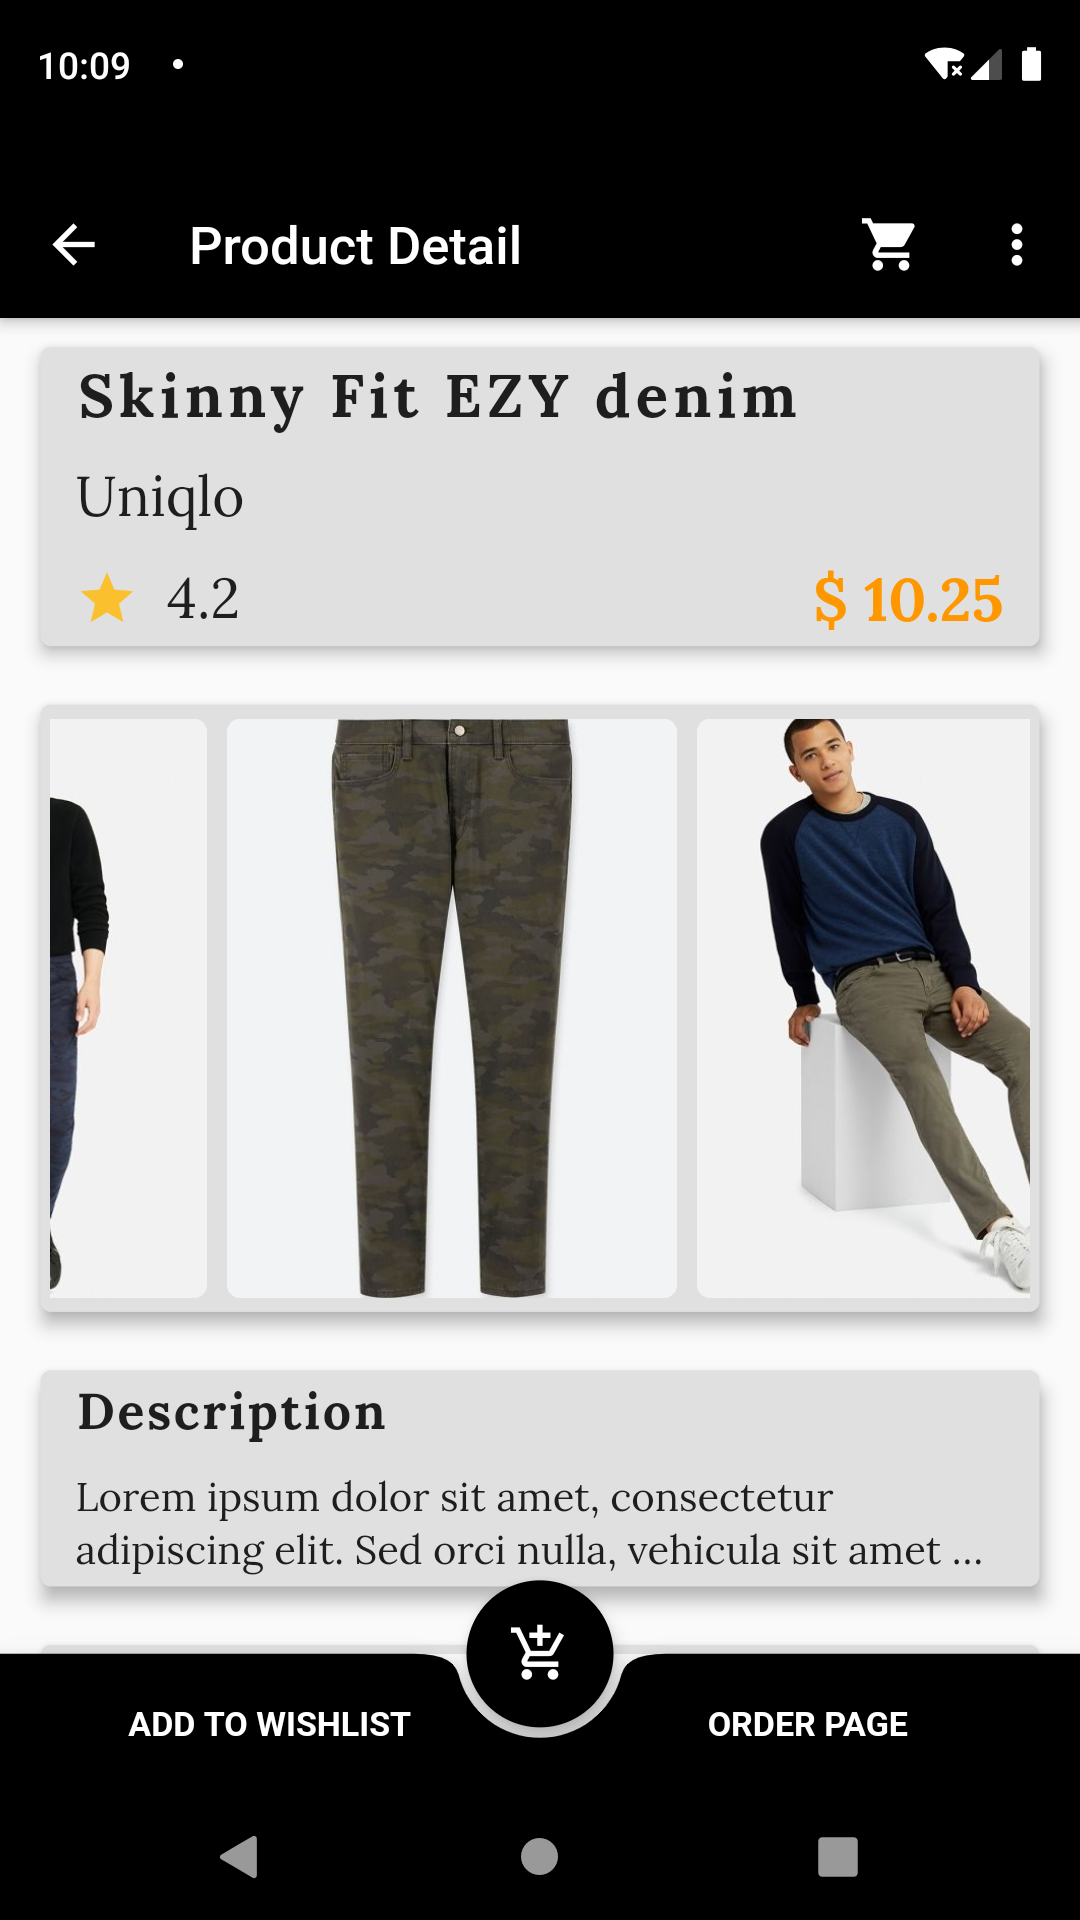 10:09
Product Detail
Skinny Fit EZY denim
Uniqlo
4.2
$ 10.25
Description
Lorem ipsum dolor sit amet, consectetur
adipiscing elit. Sed orci nulla, vehicula sit amet ...
ADD TO WISHLIST
ORDER PAGE